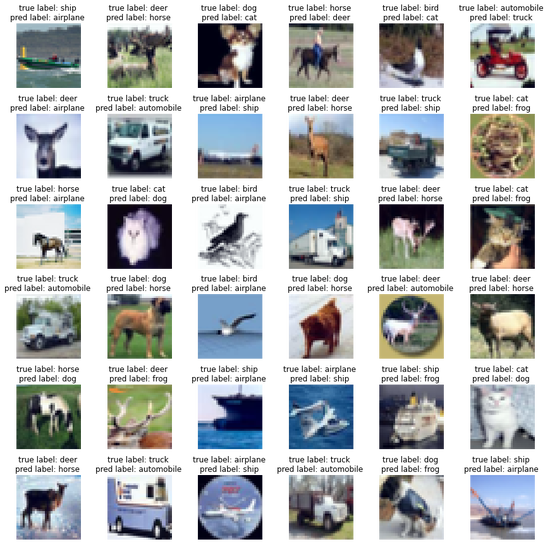 true label: ship
pred label: airplane
true label: deer
pred label: horse
true label: dog
pred label: cat
true label: horse
pred label: deer
true label: bird
pred label: cat
true label: automobile
pred label: truck
true label: deer
pred label: airplane
true label: truck
pred label: automobile
true label: airplane
pred label: ship
true label: deer
pred label: horse
true label: truck
pred label: ship
true label: cat
pred label: frog
true label: horse
pred label: airplane
true label: cat
pred label: dog
true label: bird
pred label: airplane
true label: truck
pred label: ship
true label: deer
pred label: horse
true label: cat
pred label: frog
true label: truck
pred label: automobile
true label: dog
pred label: horse
true label: bird
pred label: airplane
true label: dog
pred label: horse
true label: deer
pred label: automobile
true label: deer
pred label: horse
true label: horse
pred label: dog
true label: deer
pred label: frog
true label: ship
pred label: airplane
true label: airplane
pred label: ship
true label: ship
pred label: frog
true label: cat
pred label: dog
true label: deer
pred label: horse
true label: truck
pred label: automobile
true label: airplane
pred label: ship
true label: truck
pred label: automobile
true label: dog
pred label: frog
true label: ship
pred label: airplane